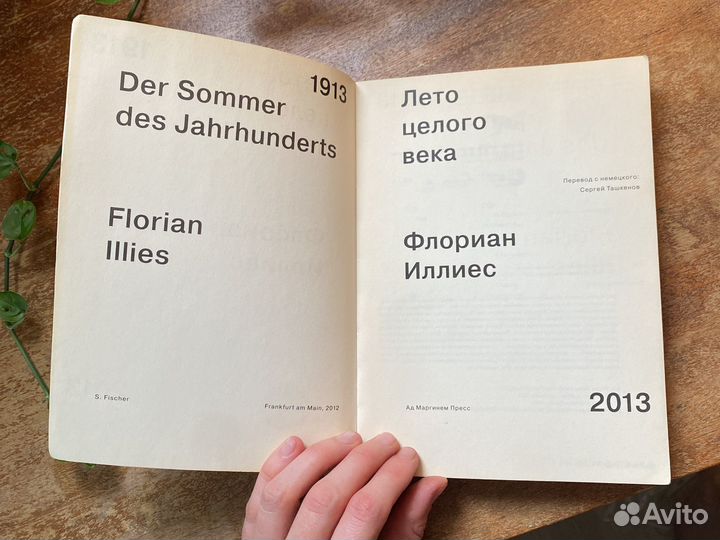 1913
Der Sommer
des Jahrhunderts
Florian
Illies
S. Fischer
Frankfurt am Main, 2012
Лето
целого
века
Перевод с немецкого:
Сергей Ташкенов
Флориан
Иллиес
Ад Маргинем Пресс
2013
Avito